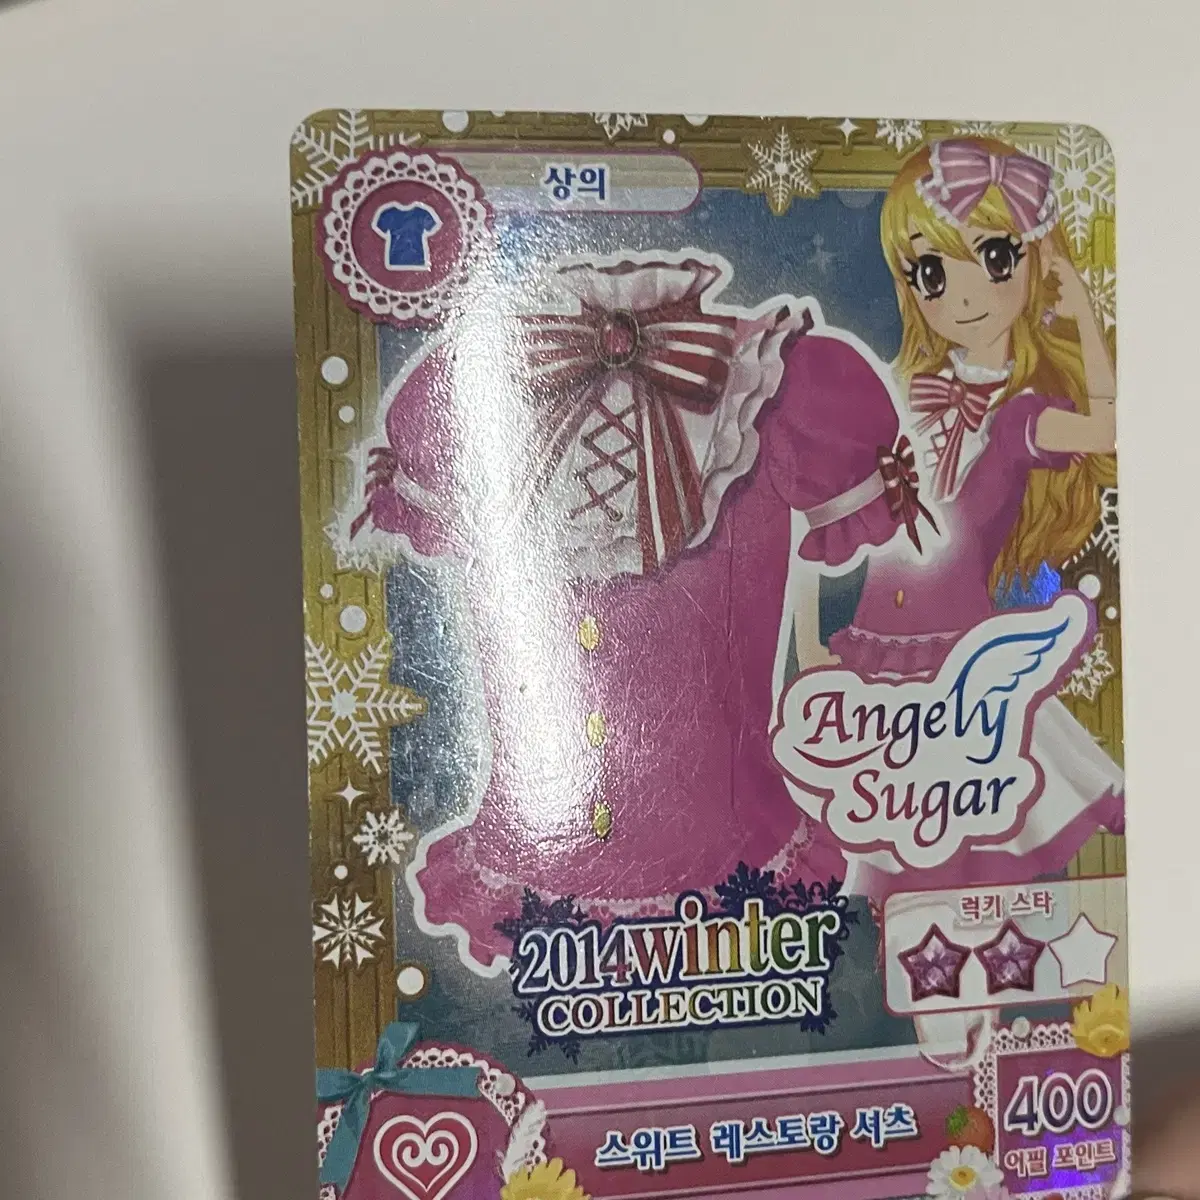 상의
Angely
Sugar
럭키 스타
2014winter
COLLECTION
스위트 레스토랑 셔츠
400
어필 포인트